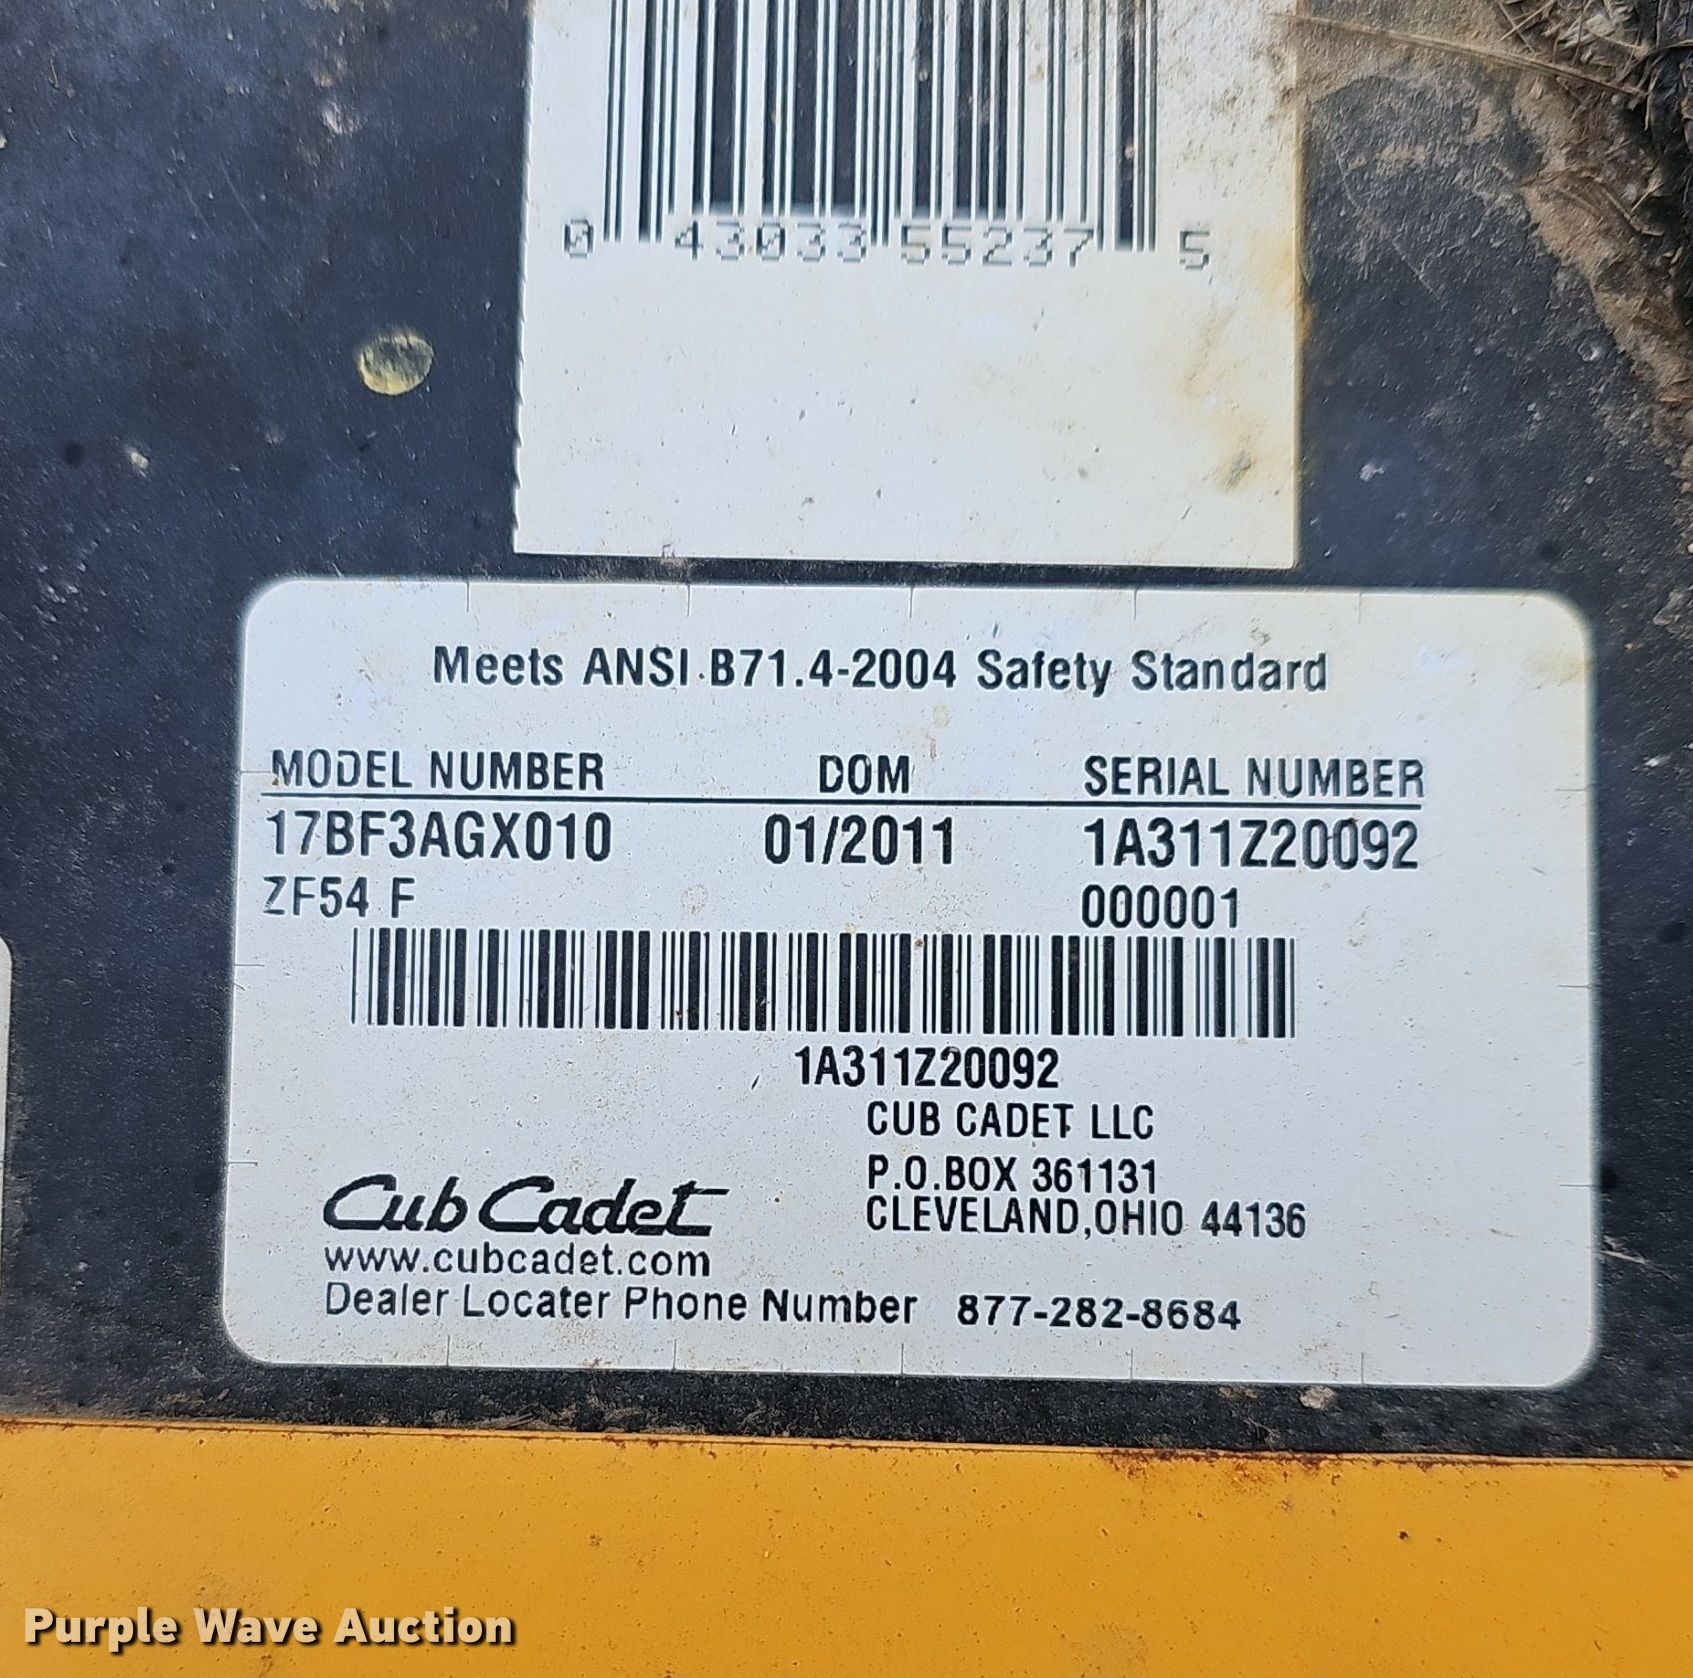 0 43033 55237 5
Meets ANSI B71.4-2004 Safety Standard
MODEL NUMBER DOM SERIAL NUMBER
17BF3AGX010 01/2011 1A311Z20092
ZF54 F 000001
1A311Z20092
CUB CADET LLC
P.O.BOX 361131
CLEVELAND,OHIO 44136
Cub Cadet
www.cubcadet.com
Dealer Locater Phone Number 877-282-8684
Purple Wave Auction